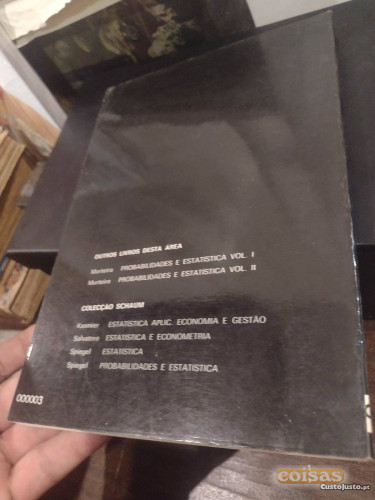 OUTROS LIVROS DESTA ÁREA
Murteira PROBABILIDADES E ESTATÍSTICA VOL. I
Murteira PROBABILIDADES E ESTATÍSTICA VOL. II
COLECÇÃO SCHAUM
Kasmier ESTATÍSTICA APLIC. ECONOMIA E GESTÃO
Salvatore ESTATÍSTICA E ECONOMETRIA
Spiegel ESTATÍSTICA
Spiegel PROBABILIDADES E ESTATÍSTICA
000003
coisas
CustoJusto.pt